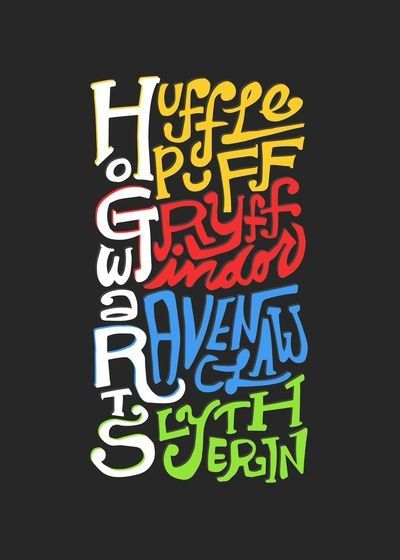 HoGwaRTS
Huffle
PuFF
GRyff
indor
RAVEN
CLAW
SLYTH
ERIN